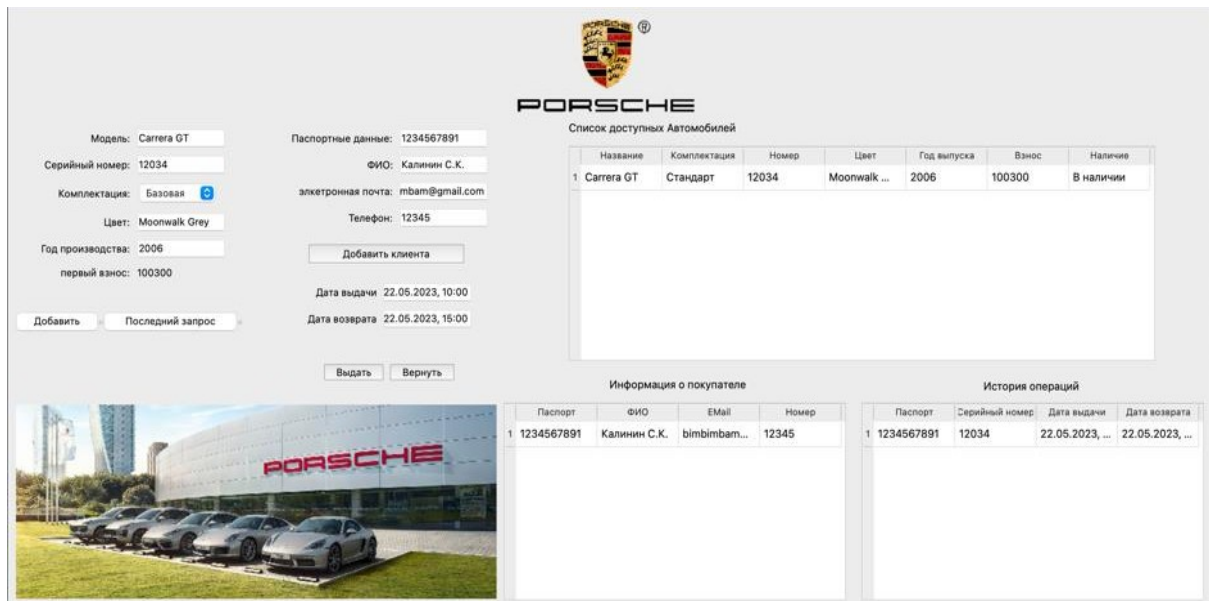 PORSCHE
®
PORSCHE
Модель: Carrera GT
Серийный номер: 12034
Комплектация: Базовая
Цвет: Moonwalk Grey
Год производства: 2006
первый взнос: 100300
Добавить
Последний запрос
Паспортные данные: 1234567891
ФИО: Калинин С.К.
элкетронная почта: mbam@gmail.com
Телефон: 12345
Добавить клиента
Дата выдачи 22.05.2023, 10:00
Дата возврата 22.05.2023, 15:00
Выдать Вернуть
Список доступных Автомобилей
Название Комплектация Номер Цвет Год выпуска Взнос Наличие
1 Carrera GT Стандарт 12034 Moonwalk ... 2006 100300 В наличии
PORSCHE
Информация о покупателе
Паспорт ФИО EMail Номер
1 1234567891 Калинин С.К. bimbimbam... 12345
История операций
Паспорт Серийный номер Дата выдачи Дата возврата
1 1234567891 12034 22.05.2023, ... 22.05.2023, ...